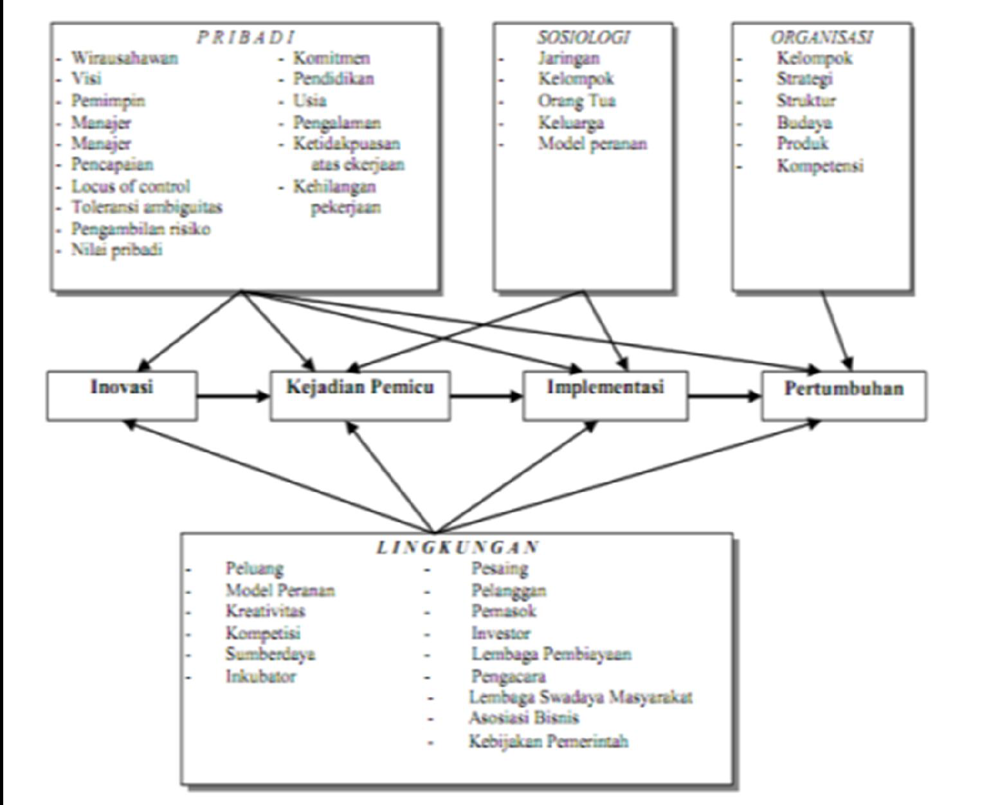 PRIBADI
- Wirausahawan
- Visi
- Pemimpin
- Manajer
- Manajer
- Pencapaian
- Locus of control
- Toleransi ambiguitas
- Pengambilan risiko
- Nilai pribadi
- Komitmen
- Pendidikan
- Usia
- Pengalaman
- Ketidakpuasan
atas ekerjaan
- Kehilangan
pekerjaan
SOSIOLOGI
- Jaringan
- Kelompok
- Orang Tua
- Keluarga
- Model peranan
ORGANISASI
- Kelompok
- Strategi
- Struktur
- Budaya
- Produk
- Kompetensi
Inovasi
Kejadian Pemicu
Implementasi
Pertumbuhan
LINGKUNGAN
- Peluang
- Model Peranan
- Kreativitas
- Kompetisi
- Sumberdaya
- Inkubator
- Pesaing
- Pelanggan
- Pemasok
- Investor
- Lembaga Pembiayaan
- Pengacara
- Lembaga Swadaya Masyarakat
- Asosiasi Bisnis
- Kebijakan Pemerintah